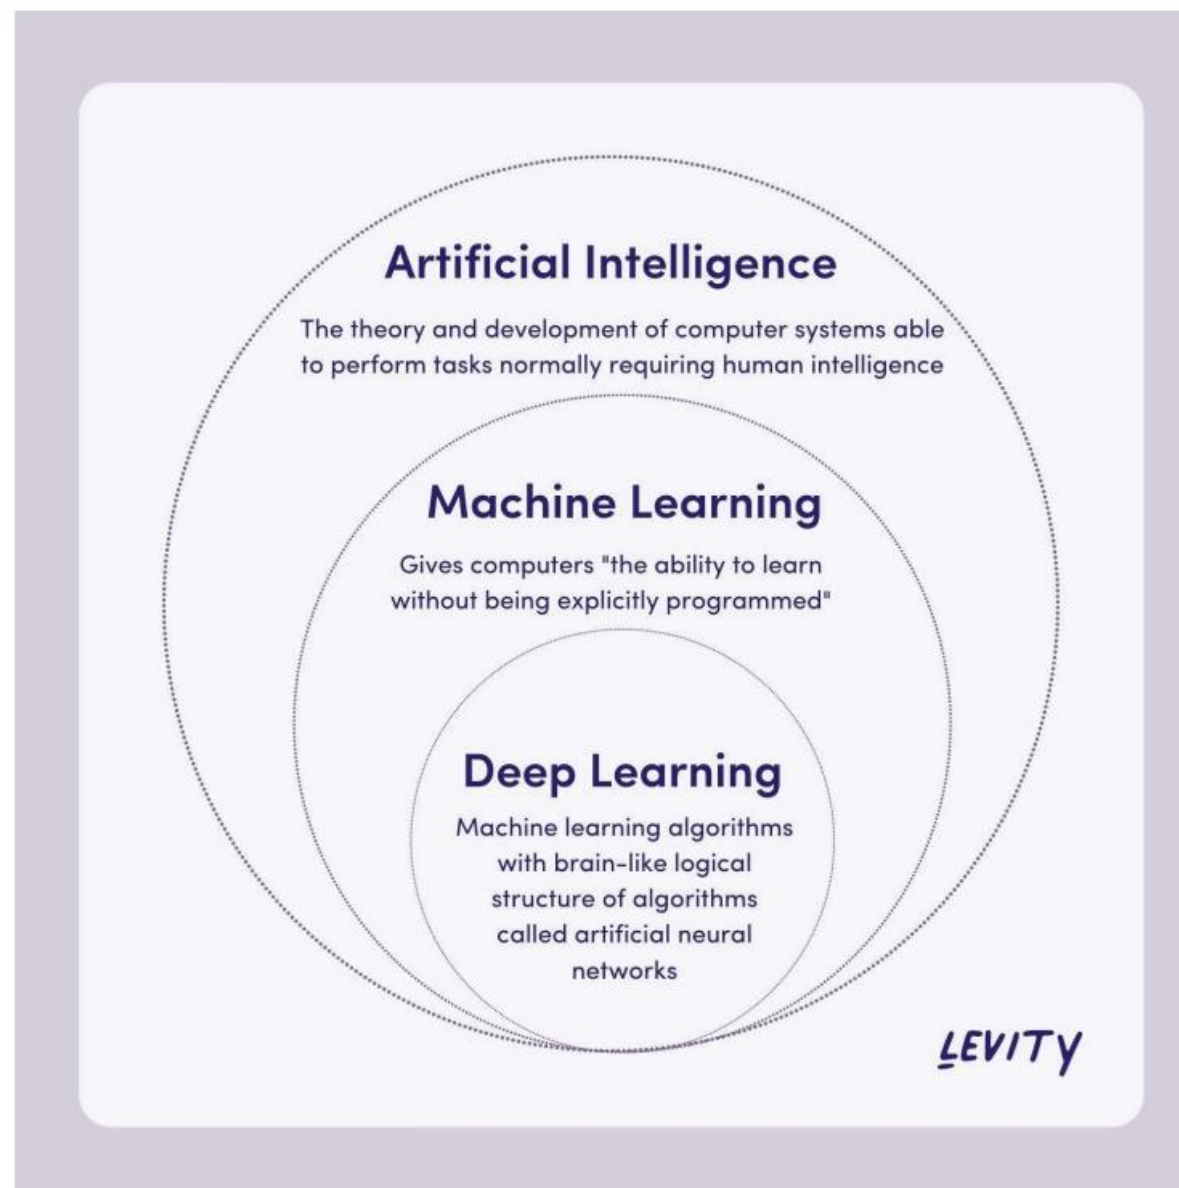 Artificial Intelligence
The theory and development of computer systems able
to perform tasks normally requiring human intelligence
Machine Learning
Gives computers "the ability to learn
without being explicitly programmed"
Deep Learning
Machine learning algorithms
with brain-like logical
structure of algorithms
called artificial neural
networks
LEVITY